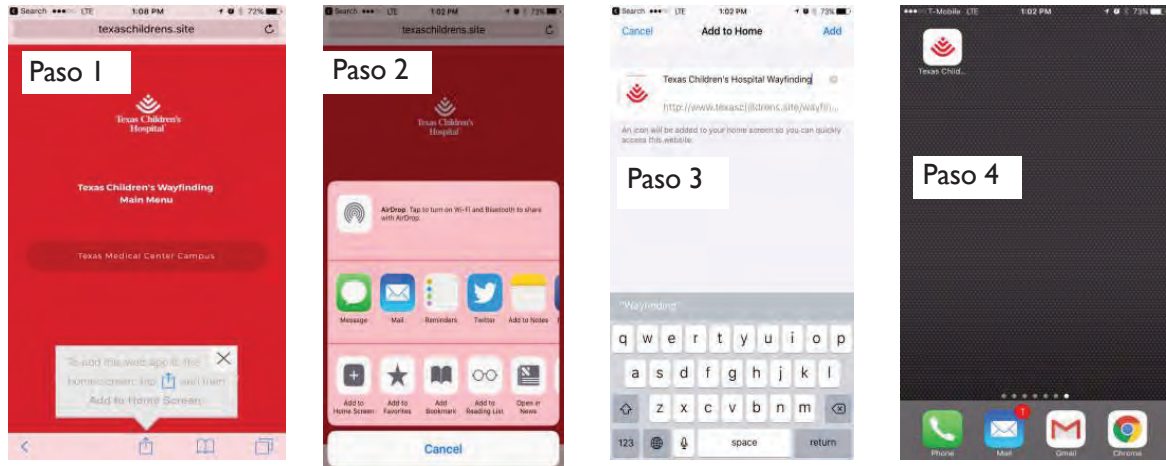 Search LTE 1:08 PM 72%
texaschildrens.site
Paso 1
Texas Children's
Hospital
Texas Children's Wayfinding
Main Menu
Texas Medical Center Campus
To add this web app to the
home screen: tap and then
Add to Home Screen
Search LTE 1:02 PM 73%
texaschildrens.site
Paso 2
Texas Children's
Hospital
AirDrop. Tap to turn on Wi-Fi and Bluetooth to share
with AirDrop.
Message Mail Reminders Twitter Add to Notes
Add to
Home Screen
Add to
Favorites
Add
Bookmark
Add to
Reading List
Open in
News
Cancel
Search LTE 1:02 PM 73%
Cancel Add to Home Add
Texas Children's Hospital Wayfinding
http://www.texaschildrens.site/wayfin...
An icon will be added to your home screen so you can quickly
access this website.
Paso 3
"Wayfinding"
q w e r t y u i o p
a s d f g h j k l
z x c v b n m
123 space return
T-Mobile LTE 1:02 PM 73%
Texas Child...
Paso 4
1
Phone Mail Gmail Chrome